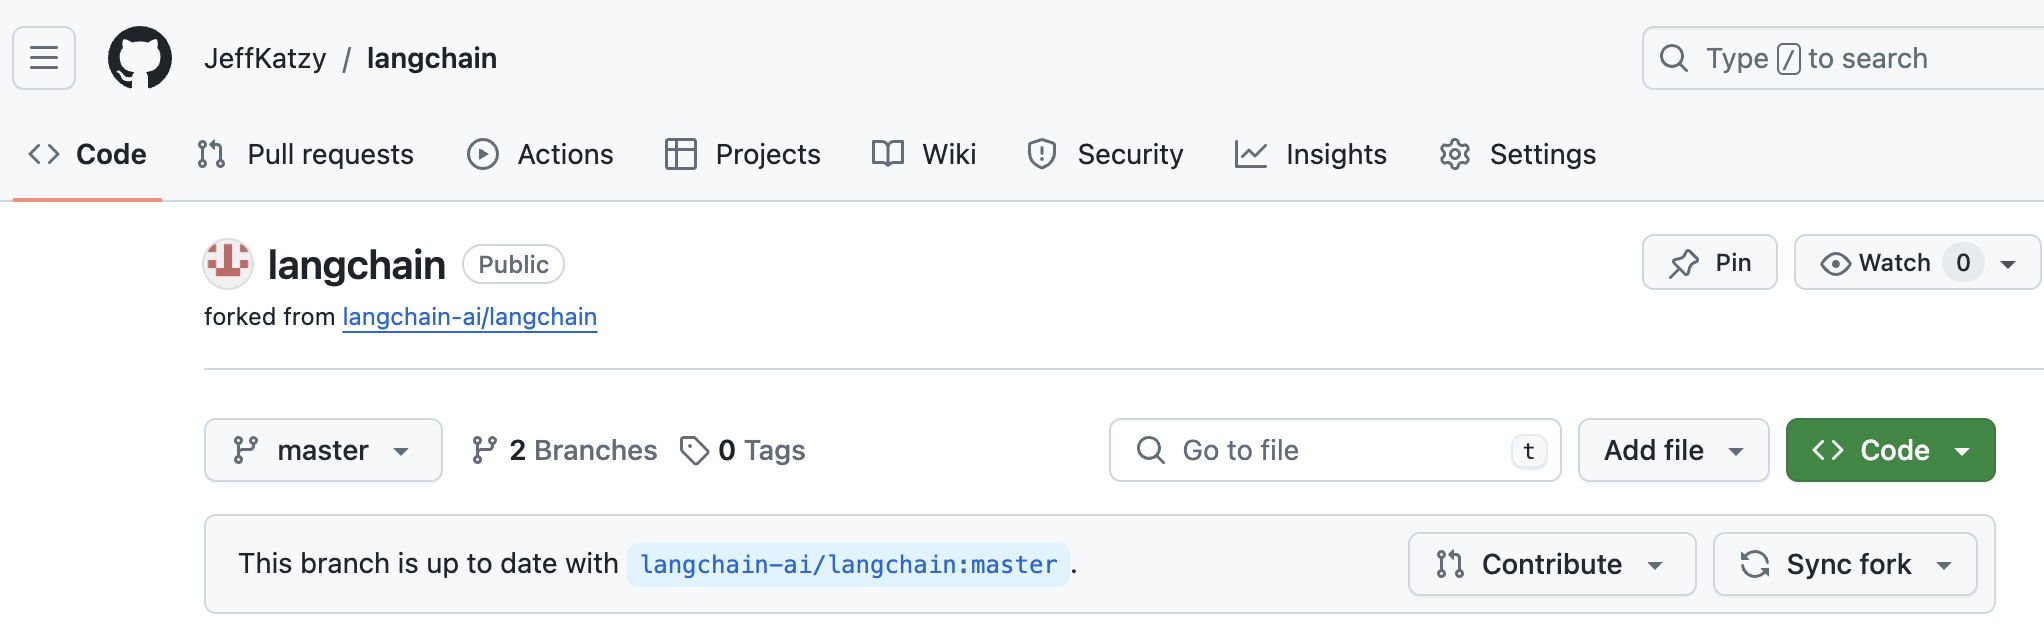 JeffKatzy / langchain
Type / to search
Code Pull requests Actions Projects Wiki Security Insights Settings
langchain Public
Pin Watch 0
forked from langchain-ai/langchain
master 2 Branches 0 Tags Go to file t Add file Code
This branch is up to date with langchain-ai/langchain:master . Contribute Sync fork